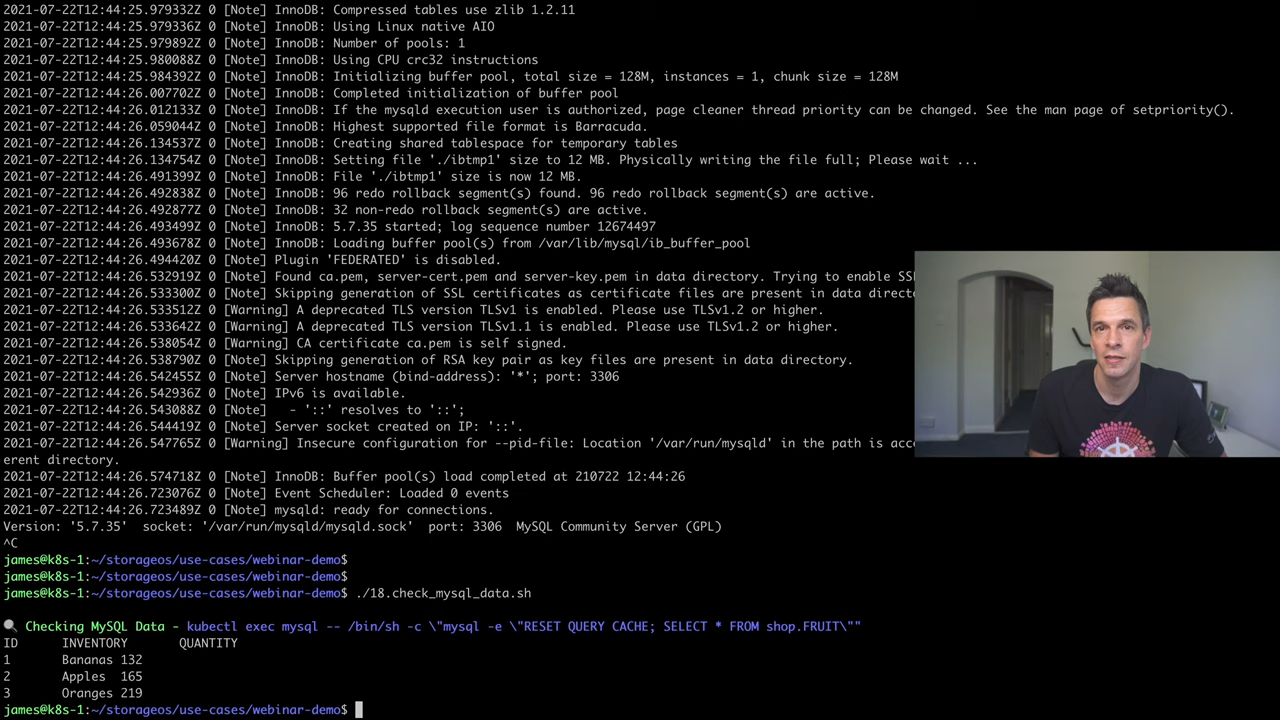 2021-07-22T12:44:25.979332Z 0 [Note] InnoDB: Compressed tables use zlib 1.2.11
2021-07-22T12:44:25.979336Z 0 [Note] InnoDB: Using Linux native AIO
2021-07-22T12:44:25.979892Z 0 [Note] InnoDB: Number of pools: 1
2021-07-22T12:44:25.980088Z 0 [Note] InnoDB: Using CPU crc32 instructions
2021-07-22T12:44:25.984392Z 0 [Note] InnoDB: Initializing buffer pool, total size = 128M, instances = 1, chunk size = 128M
2021-07-22T12:44:26.007702Z 0 [Note] InnoDB: Completed initialization of buffer pool
2021-07-22T12:44:26.012133Z 0 [Note] InnoDB: If the mysqld execution user is authorized, page cleaner thread priority can be changed. See the man page of setpriority().
2021-07-22T12:44:26.059044Z 0 [Note] InnoDB: Highest supported file format is Barracuda.
2021-07-22T12:44:26.134537Z 0 [Note] InnoDB: Creating shared tablespace for temporary tables
2021-07-22T12:44:26.134754Z 0 [Note] InnoDB: Setting file './ibtmp1' size to 12 MB. Physically writing the file full; Please wait ...
2021-07-22T12:44:26.491399Z 0 [Note] InnoDB: File './ibtmp1' size is now 12 MB.
2021-07-22T12:44:26.492838Z 0 [Note] InnoDB: 96 redo rollback segment(s) found. 96 redo rollback segment(s) are active.
2021-07-22T12:44:26.492877Z 0 [Note] InnoDB: 32 non-redo rollback segment(s) are active.
2021-07-22T12:44:26.493499Z 0 [Note] InnoDB: 5.7.35 started; log sequence number 12674497
2021-07-22T12:44:26.493678Z 0 [Note] InnoDB: Loading buffer pool(s) from /var/lib/mysql/ib_buffer_pool
2021-07-22T12:44:26.494420Z 0 [Note] Plugin 'FEDERATED' is disabled.
2021-07-22T12:44:26.532919Z 0 [Note] Found ca.pem, server-cert.pem and server-key.pem in data directory. Trying to enable SS
2021-07-22T12:44:26.533300Z 0 [Note] Skipping generation of SSL certificates as certificate files are present in data direct
2021-07-22T12:44:26.533512Z 0 [Warning] A deprecated TLS version TLSv1 is enabled. Please use TLSv1.2 or higher.
2021-07-22T12:44:26.533642Z 0 [Warning] A deprecated TLS version TLSv1.1 is enabled. Please use TLSv1.2 or higher.
2021-07-22T12:44:26.538054Z 0 [Warning] CA certificate ca.pem is self signed.
2021-07-22T12:44:26.538790Z 0 [Note] Skipping generation of RSA key pair as key files are present in data directory.
2021-07-22T12:44:26.542455Z 0 [Note] Server hostname (bind-address): '*'; port: 3306
2021-07-22T12:44:26.542936Z 0 [Note] IPv6 is available.
2021-07-22T12:44:26.543088Z 0 [Note]   - '::' resolves to '::';
2021-07-22T12:44:26.544419Z 0 [Note] Server socket created on IP: '::'.
2021-07-22T12:44:26.547765Z 0 [Warning] Insecure configuration for --pid-file: Location '/var/run/mysqld' in the path is acc
erent directory.
2021-07-22T12:44:26.574718Z 0 [Note] InnoDB: Buffer pool(s) load completed at 210722 12:44:26
2021-07-22T12:44:26.723076Z 0 [Note] Event Scheduler: Loaded 0 events
2021-07-22T12:44:26.723489Z 0 [Note] mysqld: ready for connections.
Version: '5.7.35'  socket: '/var/run/mysqld/mysqld.sock'  port: 3306  MySQL Community Server (GPL)
^C
james@k8s-1:~/storageos/use-cases/webinar-demo$
james@k8s-1:~/storageos/use-cases/webinar-demo$
james@k8s-1:~/storageos/use-cases/webinar-demo$ ./18.check_mysql_data.sh
🔍 Checking MySQL Data - kubectl exec mysql -- /bin/sh -c \"mysql -e \"RESET QUERY CACHE; SELECT * FROM shop.FRUIT\""
ID INVENTORY QUANTITY
1 Bananas 132
2 Apples 165
3 Oranges 219
james@k8s-1:~/storageos/use-cases/webinar-demo$